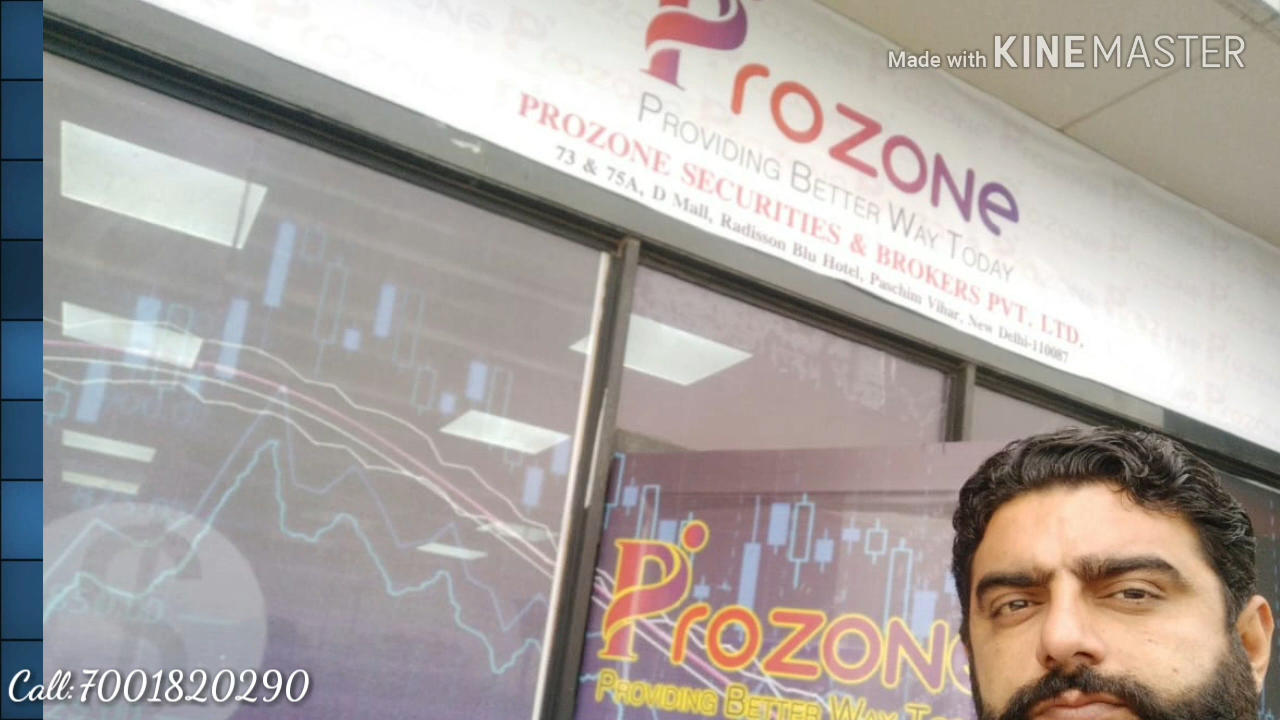 Made with KINEMASTER
Prozone
PROVIDING BETTER WAY TODAY
PROZONE SECURITIES & BROKERS PVT. LTD.
73 & 75A, D Mall, Radisson Blu Hotel, Paschim Vihar, New Delhi-110087
Prozone
PROVIDING BETTER WAY
Call:7001820290